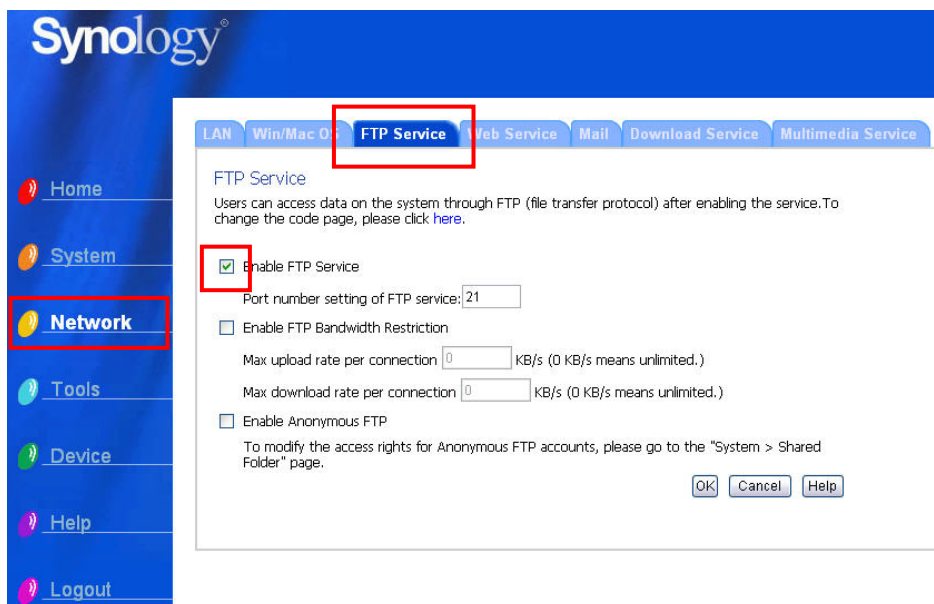 Synology®
LAN Win/Mac OS FTP Service Web Service Mail Download Service Multimedia Service
Home
System
Network
Tools
Device
Help
Logout
FTP Service
Users can access data on the system through FTP (file transfer protocol) after enabling the service.To
change the code page, please click here.
Enable FTP Service
Port number setting of FTP service: 21
Enable FTP Bandwidth Restriction
Max upload rate per connection 0 KB/s (0 KB/s means unlimited.)
Max download rate per connection 0 KB/s (0 KB/s means unlimited.)
Enable Anonymous FTP
To modify the access rights for Anonymous FTP accounts, please go to the "System > Shared
Folder" page.
OK Cancel Help